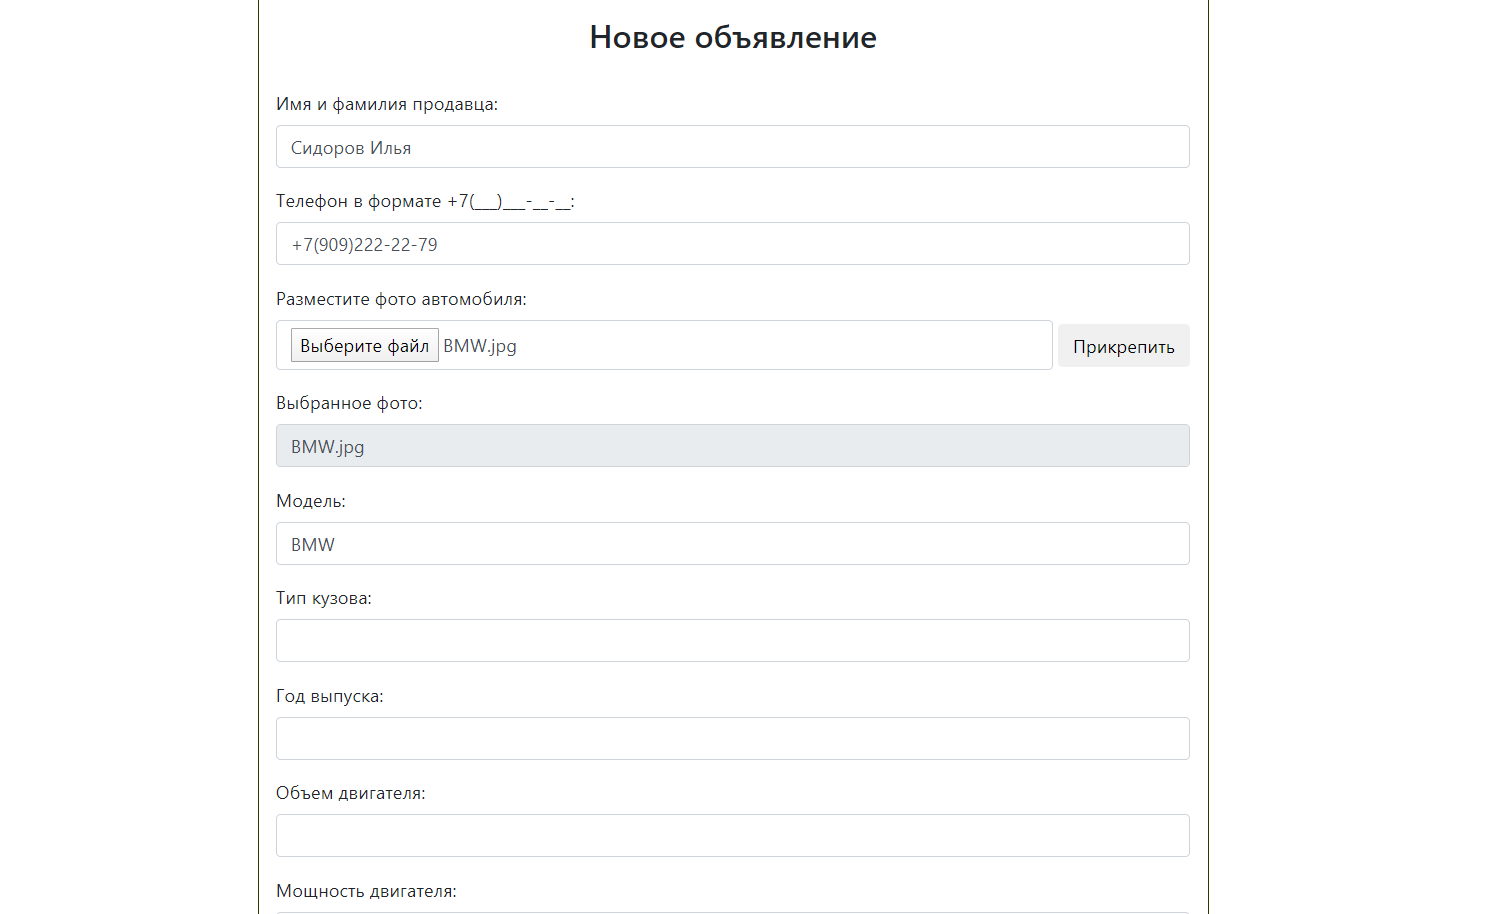 Новое объявление
Имя и фамилия продавца:
Сидоров Илья
Телефон в формате +7(___)___-__-__:
+7(909)222-22-79
Разместите фото автомобиля:
Выберите файл BMW.jpg Прикрепить
Выбранное фото:
BMW.jpg
Модель:
BMW
Тип кузова:
Год выпуска:
Объем двигателя:
Мощность двигателя: